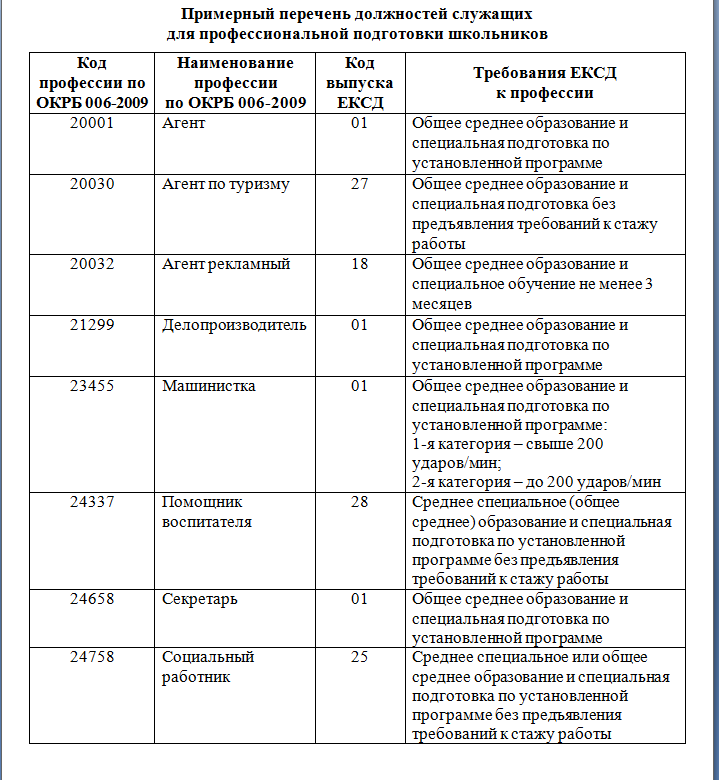 Примерный перечень должностей служащих
для профессиональной подготовки школьников
Код
профессии по
ОКРБ 006-2009
Наименование
профессии
по ОКРБ 006-2009
Код
выпуска
ЕКСД
Требования ЕКСД
к профессии
20001
Агент
01
Общее среднее образование и
специальная подготовка по
установленной программе
20030
Агент по туризму
27
Общее среднее образование и
специальная подготовка без
предъявления требований к стажу
работы
20032
Агент рекламный
18
Общее среднее образование и
специальное обучение не менее 3
месяцев
21299
Делопроизводитель
01
Общее среднее образование и
специальная подготовка по
установленной программе
23455
Машинистка
01
Общее среднее образование и
специальная подготовка по
установленной программе:
1-я категория – свыше 200
ударов/мин;
2-я категория – до 200 ударов/мин
24337
Помощник
воспитателя
28
Среднее специальное (общее
среднее) образование и специальная
подготовка по установленной
программе без предъявления
требований к стажу работы
24658
Секретарь
01
Общее среднее образование и
специальная подготовка по
установленной программе
24758
Социальный
работник
25
Среднее специальное или общее
среднее образование и специальная
подготовка по установленной
программе без предъявления
требований к стажу работы